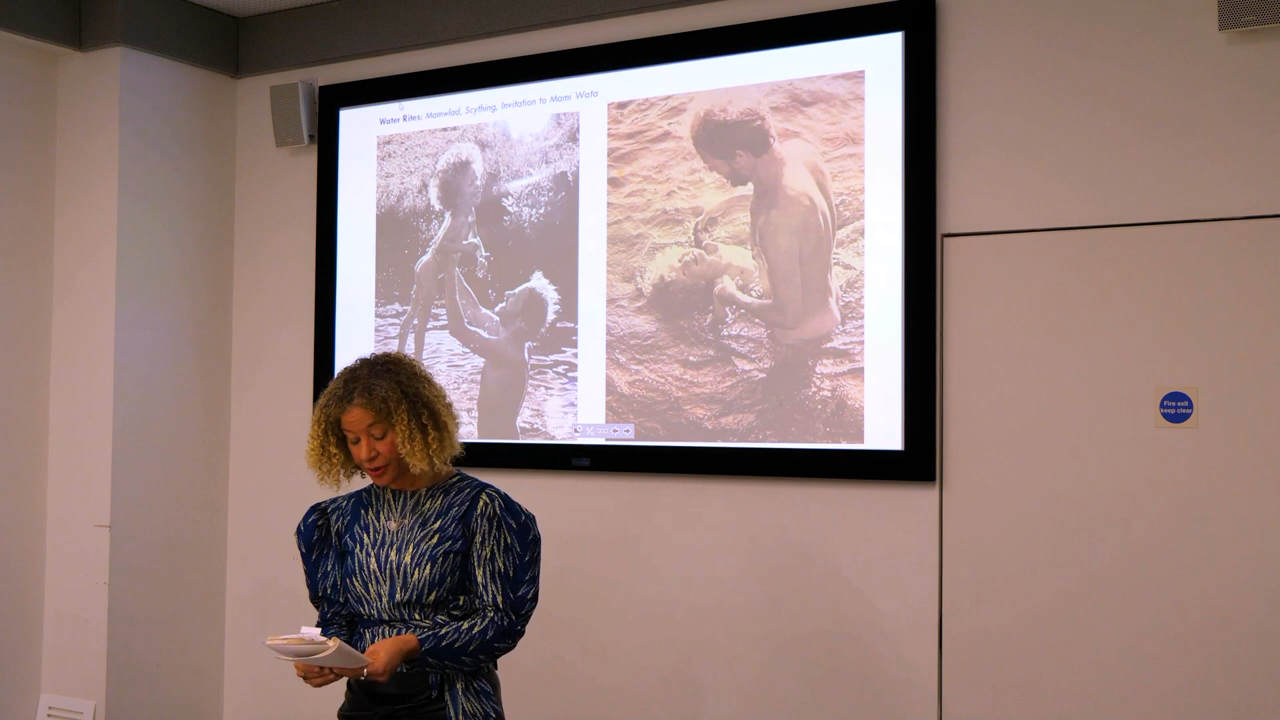 Water Rites: Mamwlad, Scything, Invitation to Mami Wata
Fire exit
keep clear